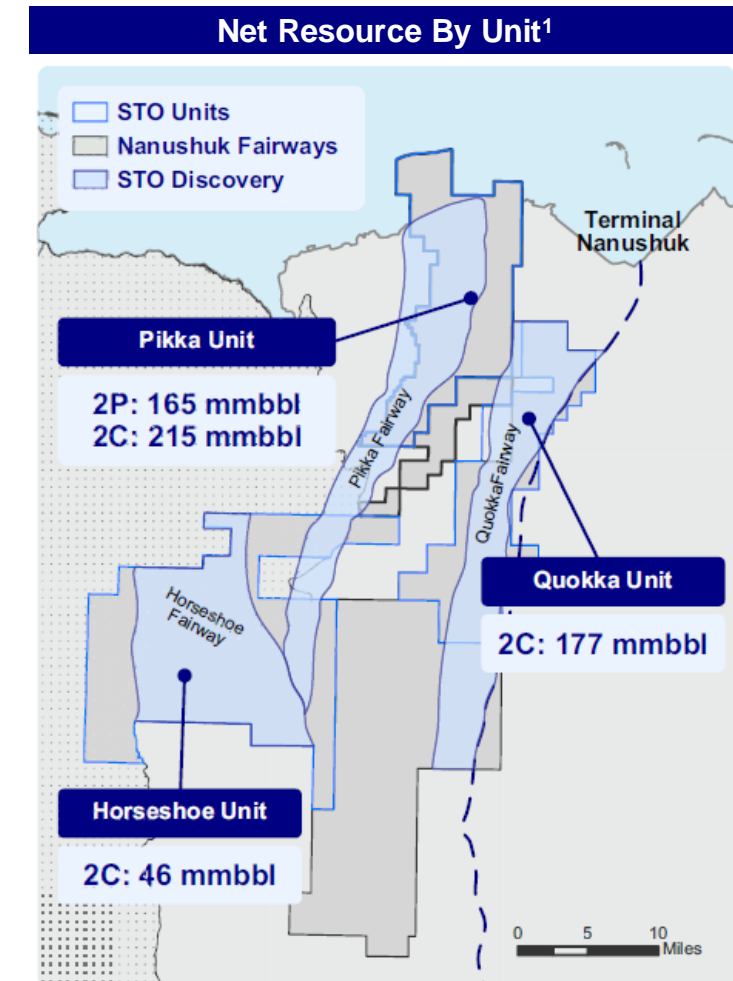 Net Resource By Unit¹
STO Units
Nanushuk Fairways
STO Discovery
Terminal
Nanushuk
Pikka Unit
2P: 165 mmbbl
2C: 215 mmbbl
Pikka Fairway
QuokkaFairway
Quokka Unit
2C: 177 mmbbl
Horseshoe
Fairway
Horseshoe Unit
2C: 46 mmbbl
0 5 10
Miles